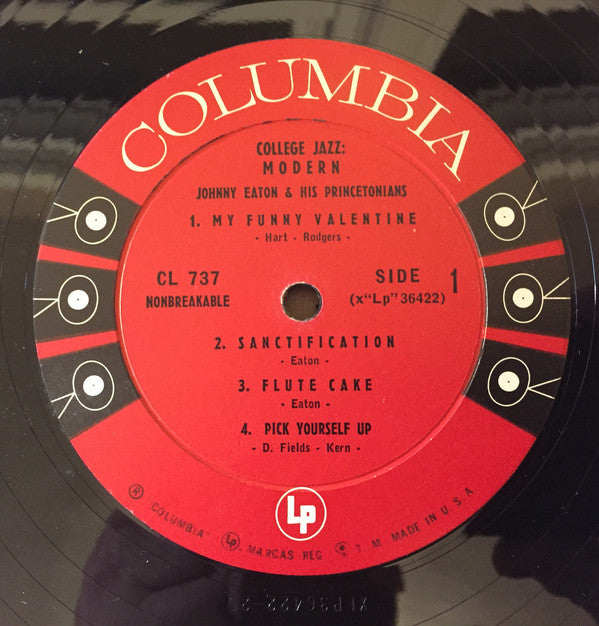 COLUMBIA
COLLEGE JAZZ:
MODERN
JOHNNY EATON & HIS PRINCETONIANS
1. MY FUNNY VALENTINE
- Hart - Rodgers -
CL 737
NONBREAKABLE
SIDE 1
(x"Lp"36422)
2. SANCTIFICATION
- Eaton -
3. FLUTE CAKE
- Eaton -
4. PICK YOURSELF UP
- D. Fields - Kern -
Lp
® "COLUMBIA" Lp MARCAS REG T M MADE IN U.S.A